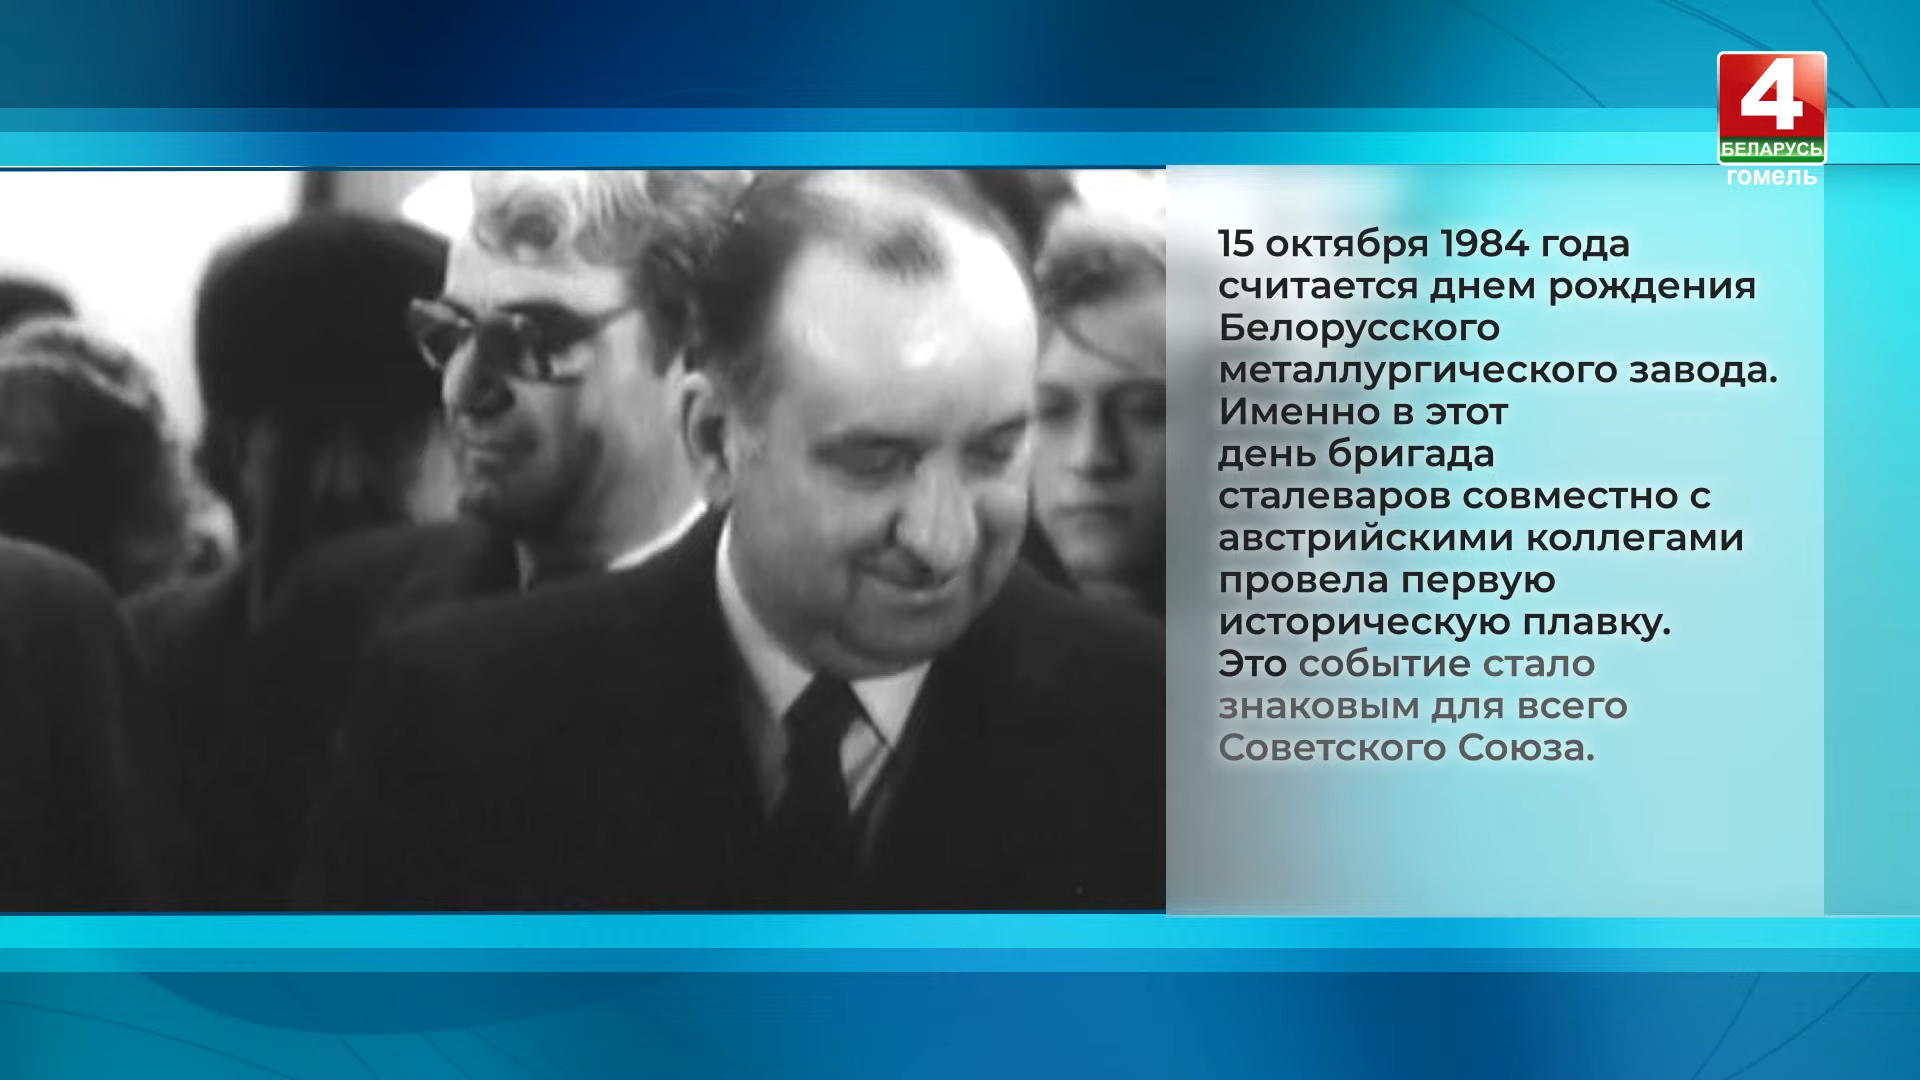 4
БЕЛАРУСЬ
гомель
15 октября 1984 года
считается днем рождения
Белорусского
металлургического завода.
Именно в этот
день бригада
сталеваров совместно с
австрийскими коллегами
провела первую
историческую плавку.
Это событие стало
знаковым для всего
Советского Союза.